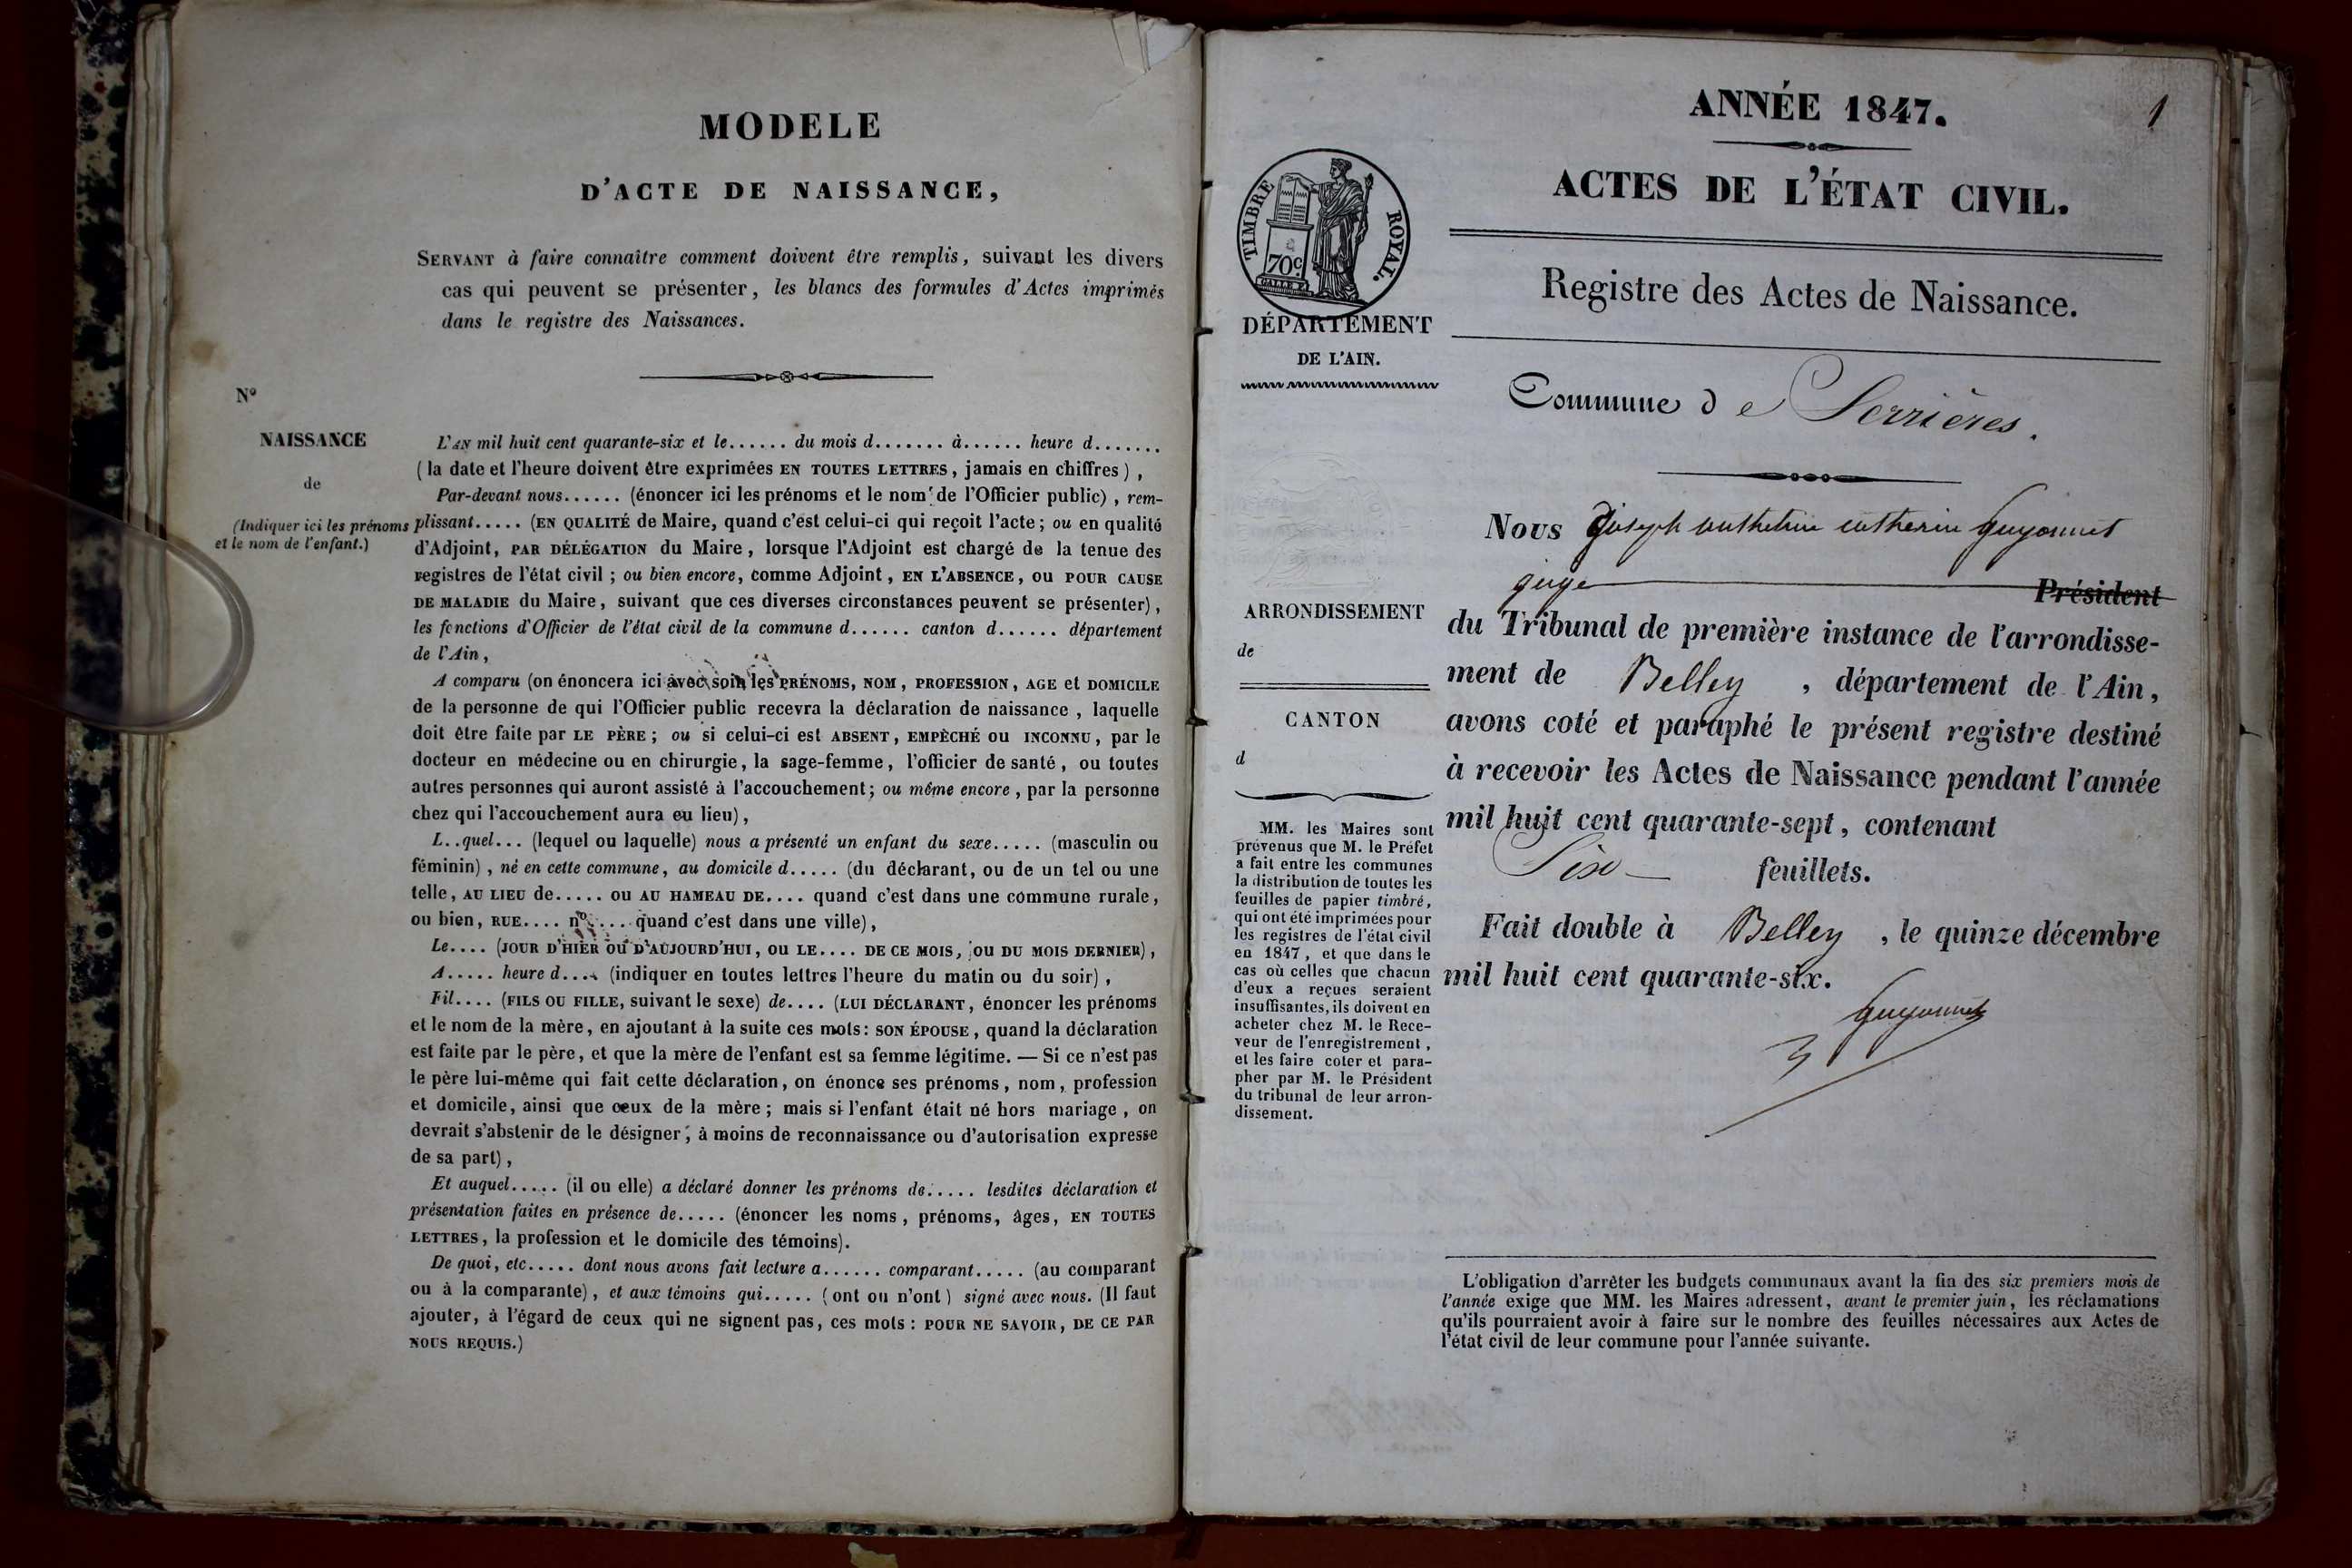 MODELE
D'ACTE DE NAISSANCE,
SERVANT à faire connaître comment doivent être remplis, suivant les divers
cas qui peuvent se présenter, les blancs des formules d'Actes imprimés
dans le registre des Naissances.
N°
NAISSANCE
de
(Indiquer ici les prénoms
et le nom de l'enfant.)
L'AN mil huit cent quarante-six et le...... du mois d....... à...... heure d.......
(la date et l'heure doivent être exprimées EN TOUTES LETTRES, jamais en chiffres),
Par-devant nous...... (énoncer ici les prénoms et le nom de l'Officier public), rem-
plissant..... (EN QUALITÉ de Maire, quand c'est celui-ci qui reçoit l'acte; ou en qualité
d'Adjoint, PAR DÉLÉGATION du Maire, lorsque l'Adjoint est chargé de la tenue des
registres de l'état civil; ou bien encore, comme Adjoint, EN L'ABSENCE, OU POUR CAUSE
DE MALADIE du Maire, suivant que ces diverses circonstances peuvent se présenter),
les fonctions d'Officier de l'état civil de la commune d...... canton d...... département
de l'Ain,
A comparu (on énoncera ici avec soin les PRÉNOMS, NOM, PROFESSION, AGE et DOMICILE
de la personne de qui l'Officier public recevra la déclaration de naissance, laquelle
doit être faite par LE PÈRE; ou si celui-ci est ABSENT, EMPÊCHÉ OU INCONNU, par le
docteur en médecine ou en chirurgie, la sage-femme, l'officier de santé, ou toutes
autres personnes qui auront assisté à l'accouchement; ou même encore, par la personne
chez qui l'accouchement aura eu lieu),
L..quel... (lequel ou laquelle) nous a présenté un enfant du sexe..... (masculin ou
féminin), né en cette commune, au domicile d..... (du déclarant, ou de un tel ou une
telle, AU LIEU de..... OU AU HAMEAU DE.... quand c'est dans une commune rurale,
ou bien, RUE.... n°.... quand c'est dans une ville),
Le.... (JOUR D'HIER OU D'AUJOURD'HUI, OU LE.... DE CE MOIS, OU DU MOIS DERNIER),
A..... heure d.... (indiquer en toutes lettres l'heure du matin ou du soir),
Fil.... (FILS OU FILLE, suivant le sexe) de.... (LUI DÉCLARANT, énoncer les prénoms
et le nom de la mère, en ajoutant à la suite ces mots: SON ÉPOUSE, quand la déclaration
est faite par le père, et que la mère de l'enfant est sa femme légitime. — Si ce n'est pas
le père lui-même qui fait cette déclaration, on énonce ses prénoms, nom, profession
et domicile, ainsi que ceux de la mère; mais si l'enfant était né hors mariage, on
devrait s'abstenir de le désigner, à moins de reconnaissance ou d'autorisation expresse
de sa part),
Et auquel..... (il ou elle) a déclaré donner les prénoms de..... lesdites déclaration et
présentation faites en présence de..... (énoncer les noms, prénoms, âges, EN TOUTES
LETTRES, la profession et le domicile des témoins).
De quoi, etc..... dont nous avons fait lecture a...... comparant..... (au comparant
ou à la comparante), et aux témoins qui..... (ont ou n'ont) signé avec nous. (Il faut
ajouter, à l'égard de ceux qui ne signent pas, ces mots: POUR NE SAVOIR, DE CE PAR
NOUS REQUIS.)
ANNÉE 1847.
1
ACTES DE L'ÉTAT CIVIL.
Registre des Actes de Naissance.
TIMBRE ROYAL.
70c
DÉPARTEMENT
DE L'AIN.
Commune de Serrières.
Nous Joseph catherin Guyonnet
juge Président
du Tribunal de première instance de l'arrondisse-
ment de Belley, département de l'Ain,
avons coté et paraphé le présent registre destiné
à recevoir les Actes de Naissance pendant l'année
mil huit cent quarante-sept, contenant
Six feuillets.
Fait double à Belley, le quinze décembre
mil huit cent quarante-six.
Guyonnet
ARRONDISSEMENT
de
CANTON
d
MM. les Maires sont
prévenus que M. le Préfet
a fait entre les communes
la distribution de toutes les
feuilles de papier timbré,
qui ont été imprimées pour
les registres de l'état civil
en 1847, et que dans le
cas où celles que chacun
d'eux a reçues seraient
insuffisantes, ils doivent en
acheter chez M. le Rece-
veur de l'enregistrement,
et les faire coter et para-
pher par M. le Président
du tribunal de leur arron-
dissement.
L'obligation d'arrêter les budgets communaux avant la fin des six premiers mois de
l'année exige que MM. les Maires adressent, avant le premier juin, les réclamations
qu'ils pourraient avoir à faire sur le nombre des feuilles nécessaires aux Actes de
l'état civil de leur commune pour l'année suivante.